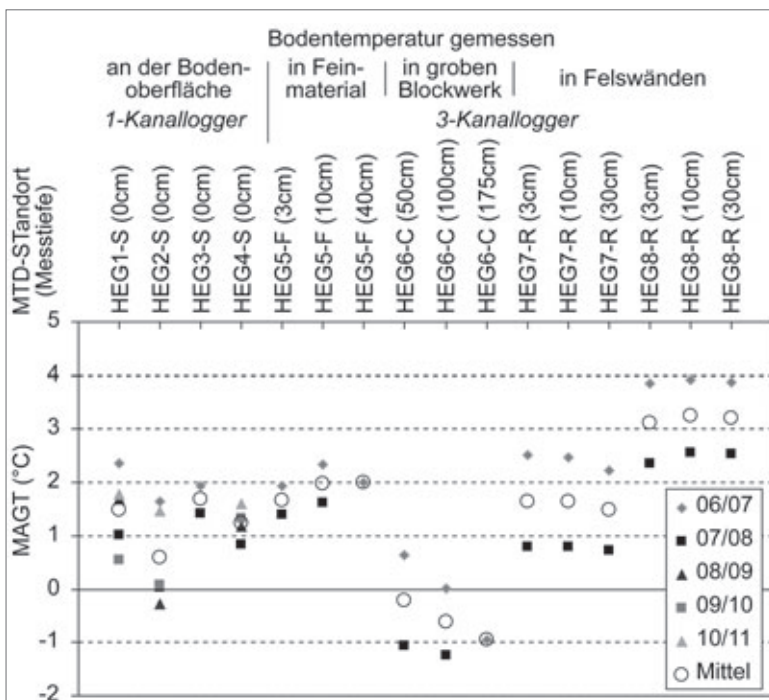 Bodentemperatur gemessen
an der Boden-
oberfläche
in Fein-
material
in groben
Blockwerk
in Felswänden
1-Kanallogger
3-Kanallogger
MTD-STandort
(Messtiefe)
HEG1-S (0cm)
HEG2-S (0cm)
HEG3-S (0cm)
HEG4-S (0cm)
HEG5-F (3cm)
HEG5-F (10cm)
HEG5-F (40cm)
HEG6-C (50cm)
HEG6-C (100cm)
HEG6-C (175cm)
HEG7-R (3cm)
HEG7-R (10cm)
HEG7-R (30cm)
HEG8-R (3cm)
HEG8-R (10cm)
HEG8-R (30cm)
MAGT (°C)
5
4
3
2
1
0
-1
-2
06/07
07/08
08/09
09/10
10/11
Mittel